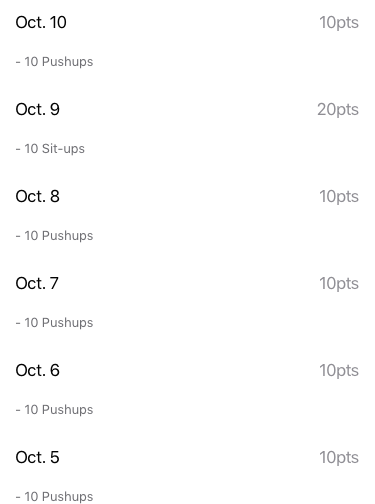 Oct. 10 10pts
- 10 Pushups
Oct. 9 20pts
- 10 Sit-ups
Oct. 8 10pts
- 10 Pushups
Oct. 7 10pts
- 10 Pushups
Oct. 6 10pts
- 10 Pushups
Oct. 5 10pts
- 10 Pushups